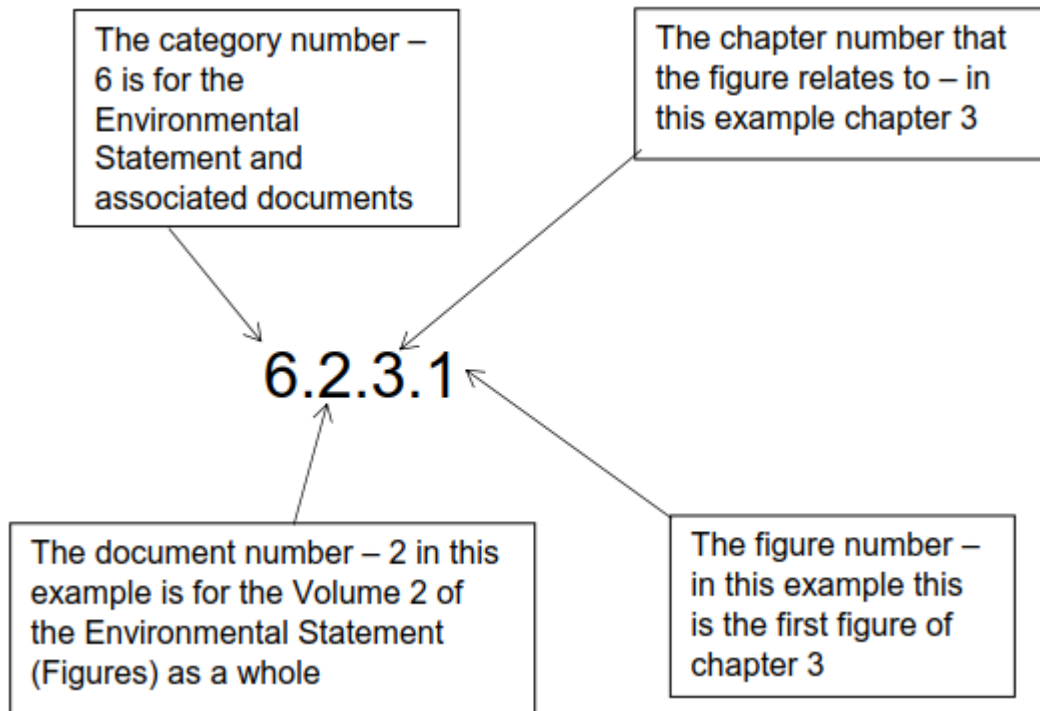 The category number –
6 is for the
Environmental
Statement and
associated documents
The chapter number that
the figure relates to – in
this example chapter 3
6.2.3.1
The document number – 2 in this
example is for the Volume 2 of
the Environmental Statement
(Figures) as a whole
The figure number –
in this example this
is the first figure of
chapter 3